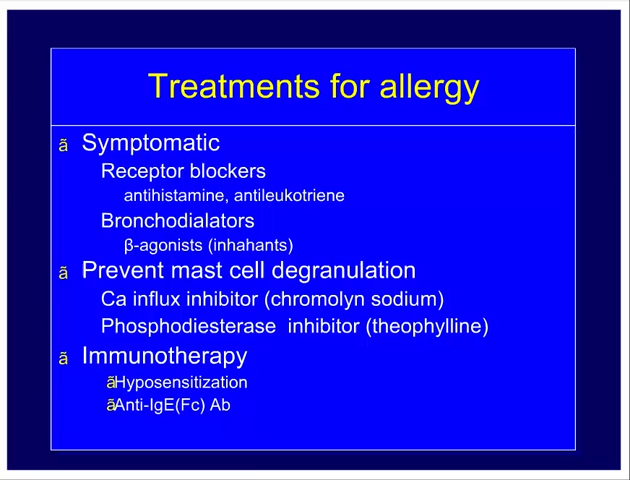 Treatments for allergy
ã Symptomatic
Receptor blockers
antihistamine, antileukotriene
Bronchodialators
β-agonists (inhahants)
ã Prevent mast cell degranulation
Ca influx inhibitor (chromolyn sodium)
Phosphodiesterase inhibitor (theophylline)
ã Immunotherapy
ãHyposensitization
ãAnti-IgE(Fc) Ab